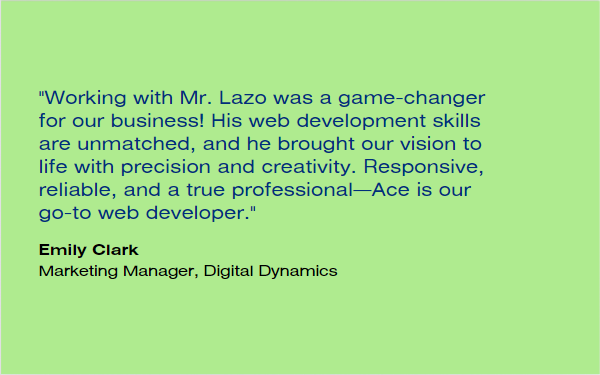 "Working with Mr. Lazo was a game-changer
for our business! His web development skills
are unmatched, and he brought our vision to
life with precision and creativity. Responsive,
reliable, and a true professional—Ace is our
go-to web developer."
Emily Clark
Marketing Manager, Digital Dynamics